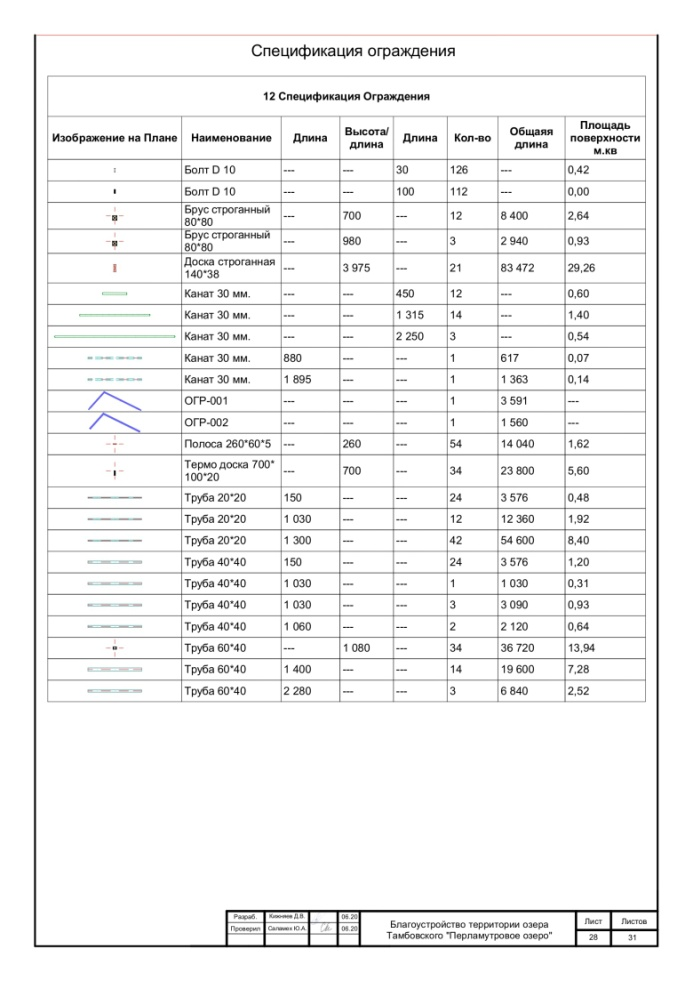 Спецификация ограждения
12 Спецификация Ограждения
Изображение на Плане Наименование Длина Высота/ длина Длина Кол-во Общаяя длина Площадь поверхности м.кв
Болт D 10 --- --- 30 126 --- 0,42
Болт D 10 --- --- 100 112 --- 0,00
Брус строганный 80*80 --- 700 --- 12 8 400 2,64
Брус строганный 80*80 --- 980 --- 3 2 940 0,93
Доска строганная 140*38 --- 3 975 --- 21 83 472 29,26
Канат 30 мм. --- --- 450 12 --- 0,60
Канат 30 мм. --- --- 1 315 14 --- 1,40
Канат 30 мм. --- --- 2 250 3 --- 0,54
Канат 30 мм. 880 --- --- 1 617 0,07
Канат 30 мм. 1 895 --- --- 1 1 363 0,14
ОГР-001 --- --- --- 1 3 591 ---
ОГР-002 --- --- --- 1 1 560 ---
Полоса 260*60*5 --- 260 --- 54 14 040 1,62
Термо доска 700* 100*20 --- 700 --- 34 23 800 5,60
Труба 20*20 150 --- --- 24 3 576 0,48
Труба 20*20 1 030 --- --- 12 12 360 1,92
Труба 20*20 1 300 --- --- 42 54 600 8,40
Труба 40*40 150 --- --- 24 3 576 1,20
Труба 40*40 1 030 --- --- 1 1 030 0,31
Труба 40*40 1 030 --- --- 3 3 090 0,93
Труба 40*40 1 060 --- --- 2 2 120 0,64
Труба 60*40 --- 1 080 --- 34 36 720 13,94
Труба 60*40 1 400 --- --- 14 19 600 7,28
Труба 60*40 2 280 --- --- 3 6 840 2,52
Разраб. Д.В. 06.20
Проверил Ю.А. 06.20
Благоустройство территории озера
Тамбовского "Перламутровое озеро"
Лист Листов
28 31